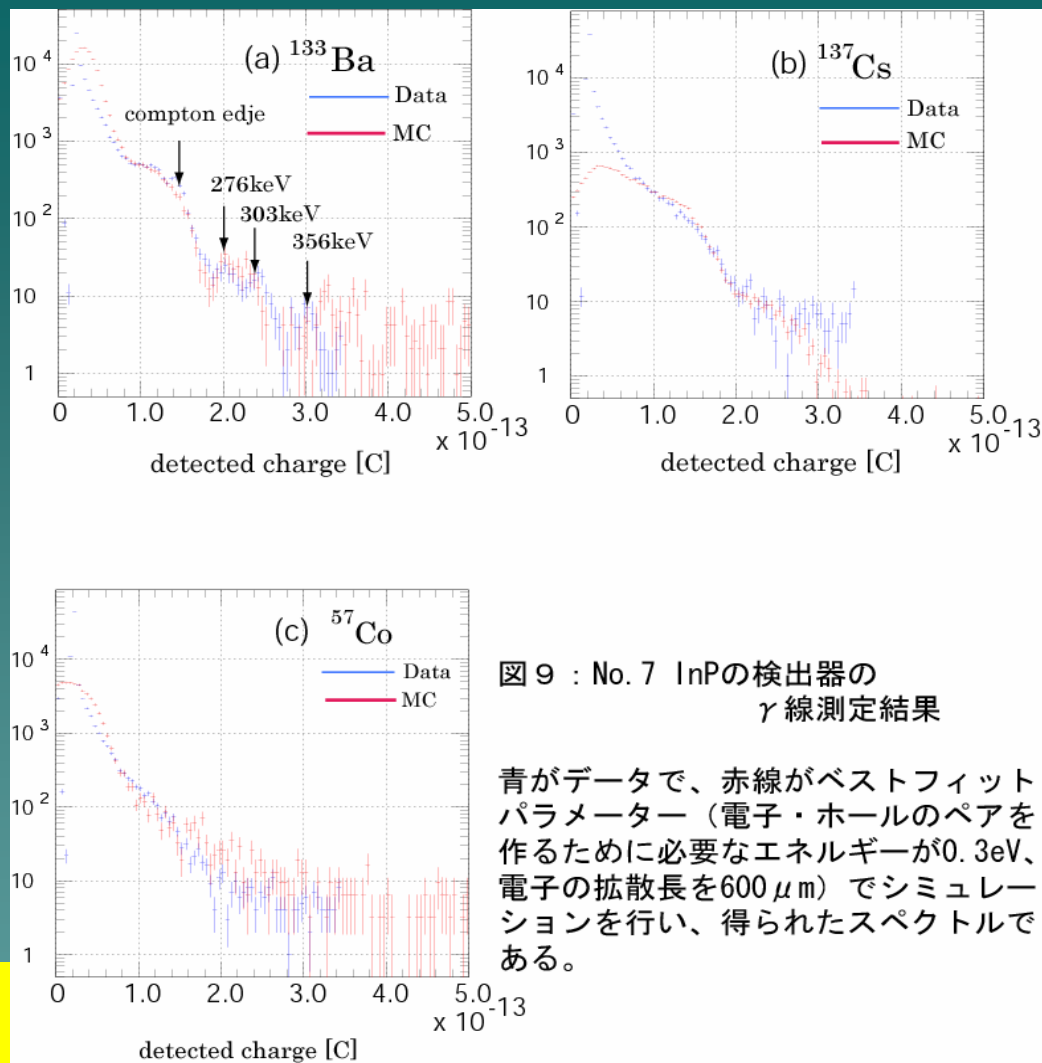 (a) ¹³³Ba
Data
MC
compton edje
276keV
303keV
356keV
10⁴
10³
10²
10
1
0 1.0 2.0 3.0 4.0 5.0
x 10⁻¹³
detected charge [C]
(b) ¹³⁷Cs
Data
MC
10⁴
10³
10²
10
1
0 1.0 2.0 3.0 4.0 5.0
x 10⁻¹³
detected charge [C]
(c) ⁵⁷Co
Data
MC
10⁴
10³
10²
10
1
0 1.0 2.0 3.0 4.0 5.0
x 10⁻¹³
detected charge [C]
図９：No.7 InPの検出器の
γ線測定結果
青がデータで、赤線がベストフィット
パラメーター（電子・ホールのペアを
作るために必要なエネルギーが0.3eV、
電子の拡散長を600μm）でシミュレー
ションを行い、得られたスペクトルで
ある。